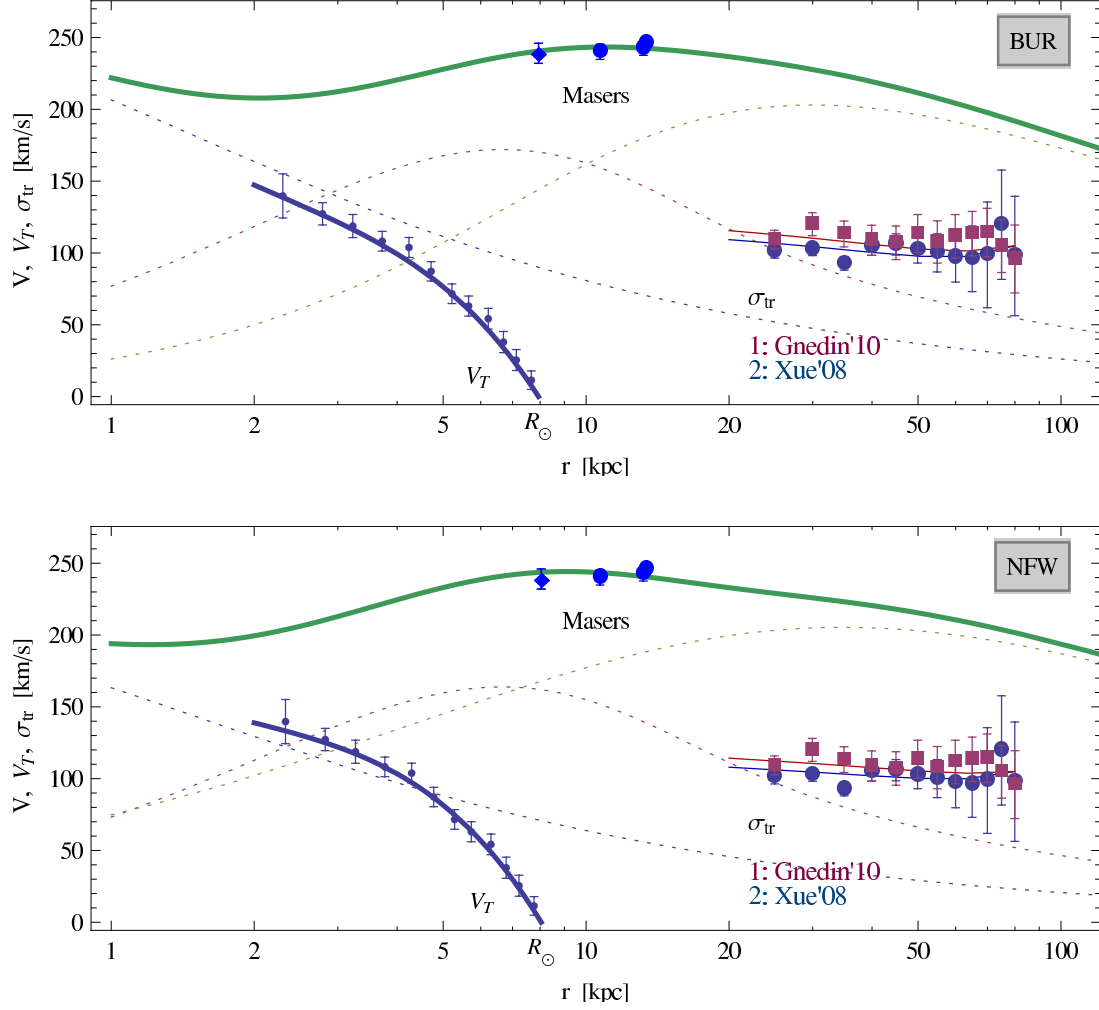 250
200
150
100
50
0
V, V_T, σ_tr [km/s]
BUR
Masers
V_T
σ_tr
1: Gnedin'10
2: Xue'08
1 2 5 R_⊙ 10 20 50 100
r [kpc]
250
200
150
100
50
0
V, V_T, σ_tr [km/s]
NFW
Masers
V_T
σ_tr
1: Gnedin'10
2: Xue'08
1 2 5 R_⊙ 10 20 50 100
r [kpc]